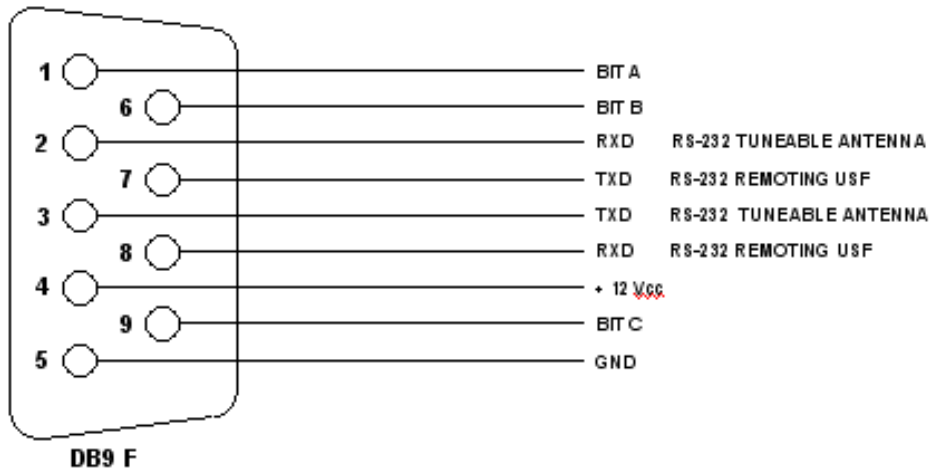 1 BIT A
6 BIT B
2 RXD RS-232 TUNEABLE ANTENNA
7 TXD RS-232 REMOTING USF
3 TXD RS-232 TUNEABLE ANTENNA
8 RXD RS-232 REMOTING USF
4 + 12 Vcc
9 BIT C
5 GND
DB9 F